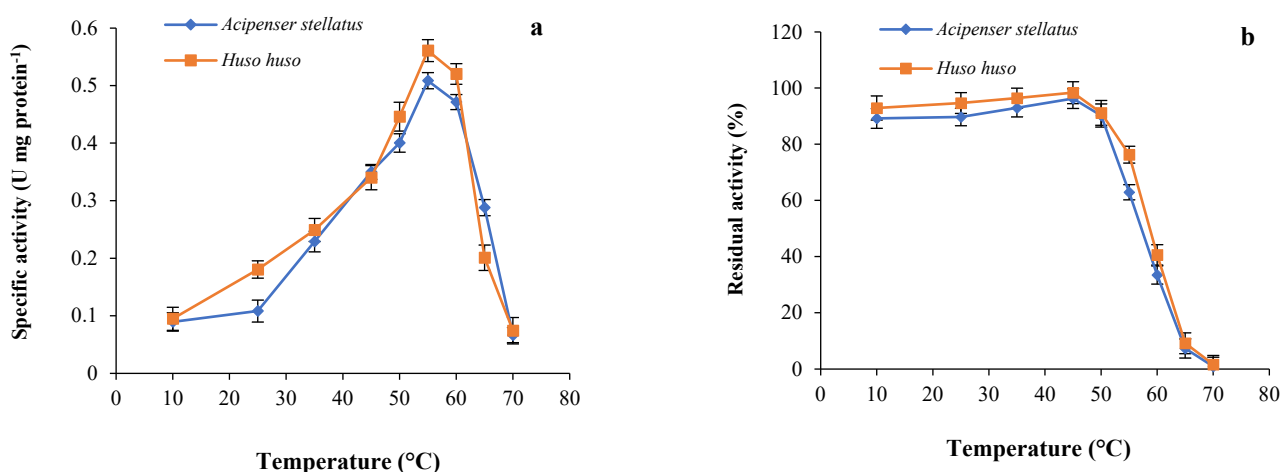 Acipenser stellatus
Huso huso
a
Specific activity (U mg protein⁻¹)
0.6
0.5
0.4
0.3
0.2
0.1
0
0 10 20 30 40 50 60 70 80
Temperature (°C)
Acipenser stellatus
Huso huso
b
Residual activity (%)
120
100
80
60
40
20
0
0 10 20 30 40 50 60 70 80
Temperature (°C)